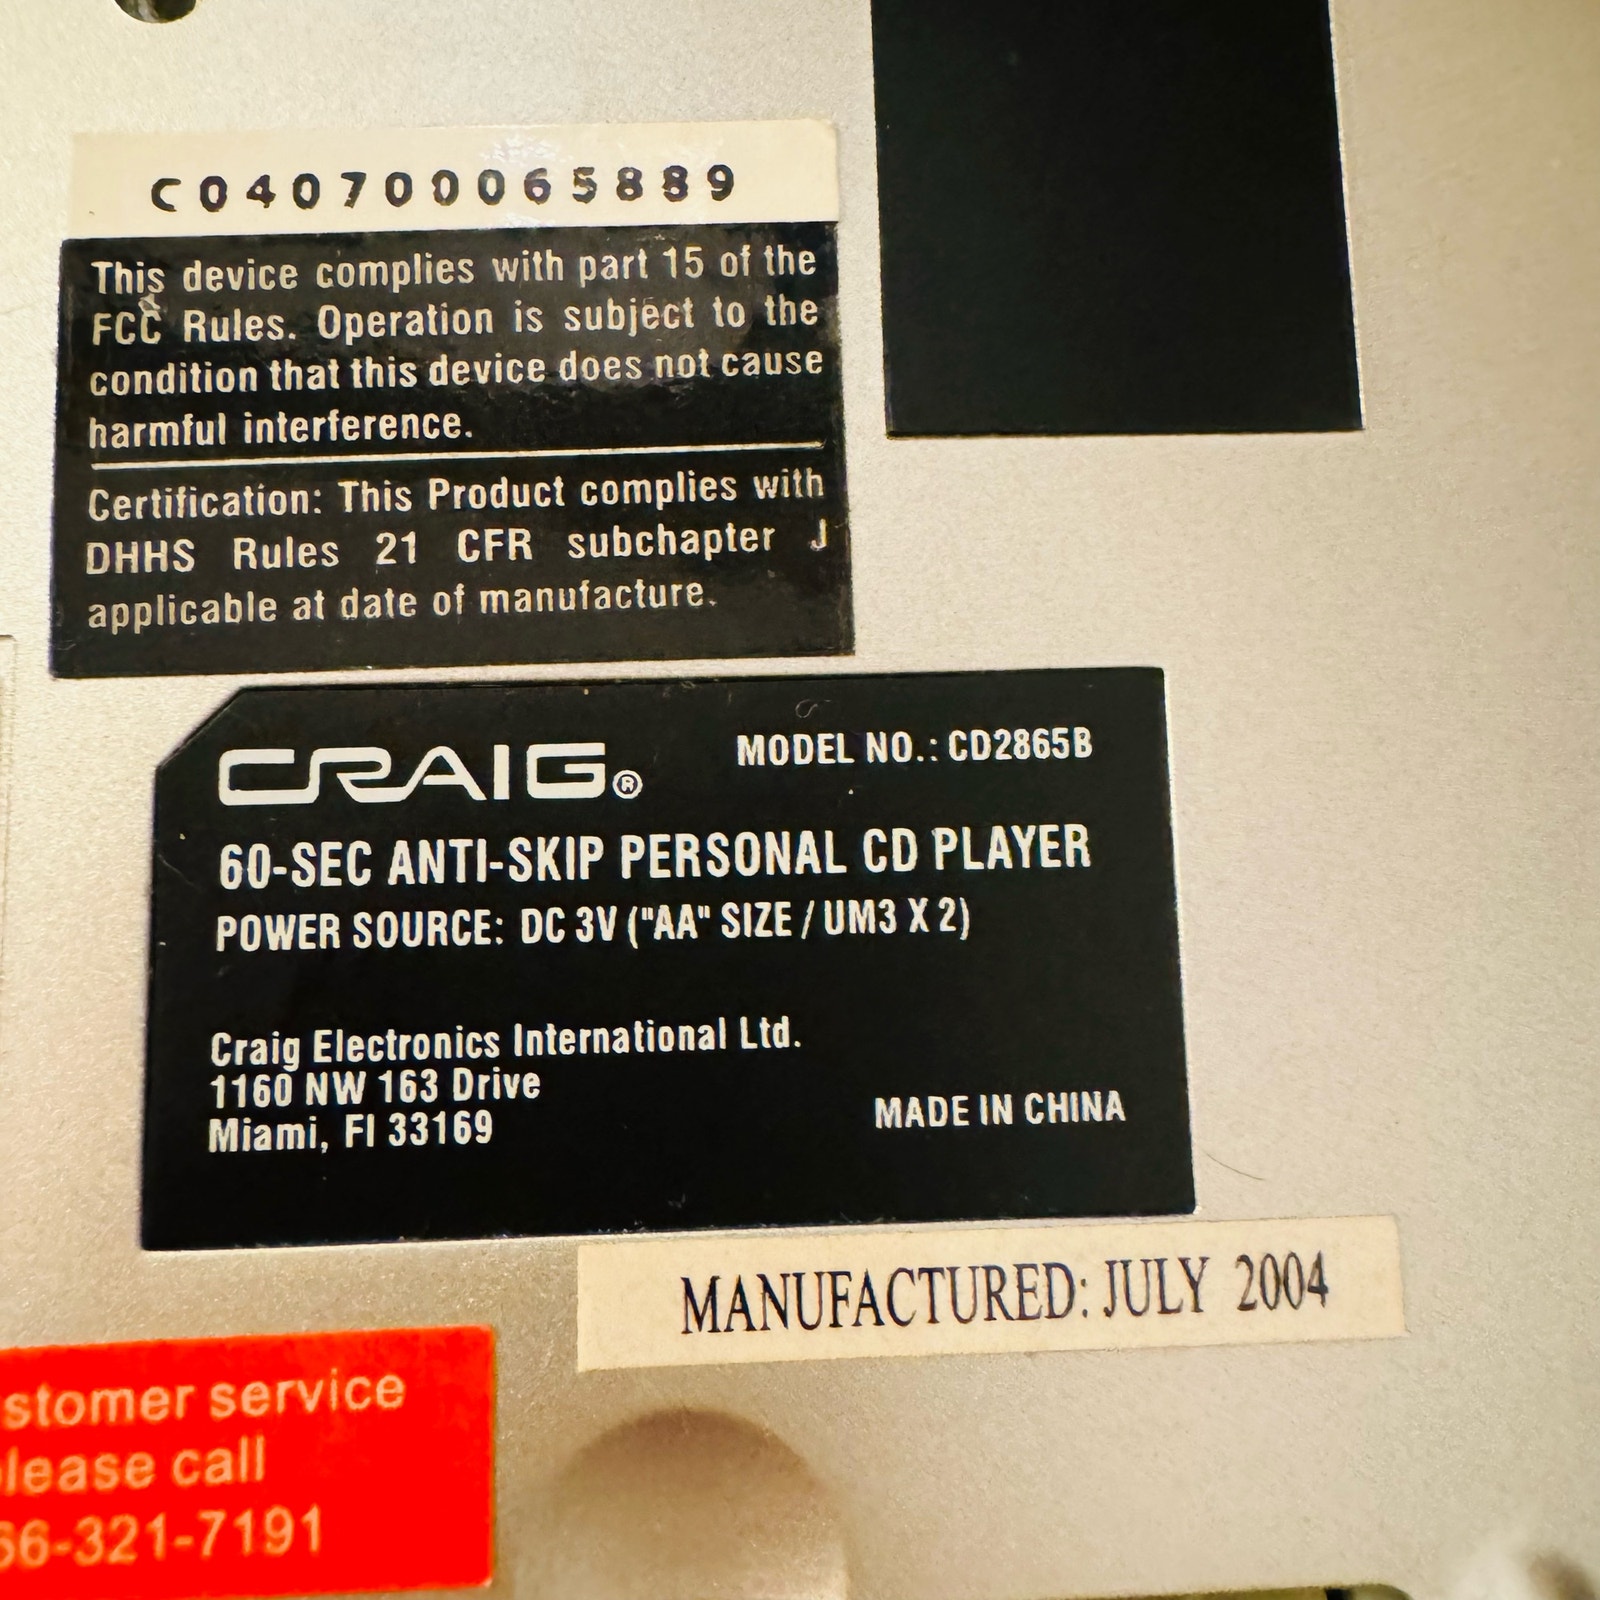 C040700065889
This device complies with part 15 of the
FCC Rules. Operation is subject to the
condition that this device does not cause
harmful interference.
Certification: This Product complies with
DHHS Rules 21 CFR subchapter J
applicable at date of manufacture.
CRAIG® MODEL NO.: CD2865B
60-SEC ANTI-SKIP PERSONAL CD PLAYER
POWER SOURCE: DC 3V ("AA" SIZE / UM3 X 2)
Craig Electronics International Ltd.
1160 NW 163 Drive
Miami, Fl 33169
MADE IN CHINA
MANUFACTURED: JULY 2004
stomer service
lease call
66-321-7191